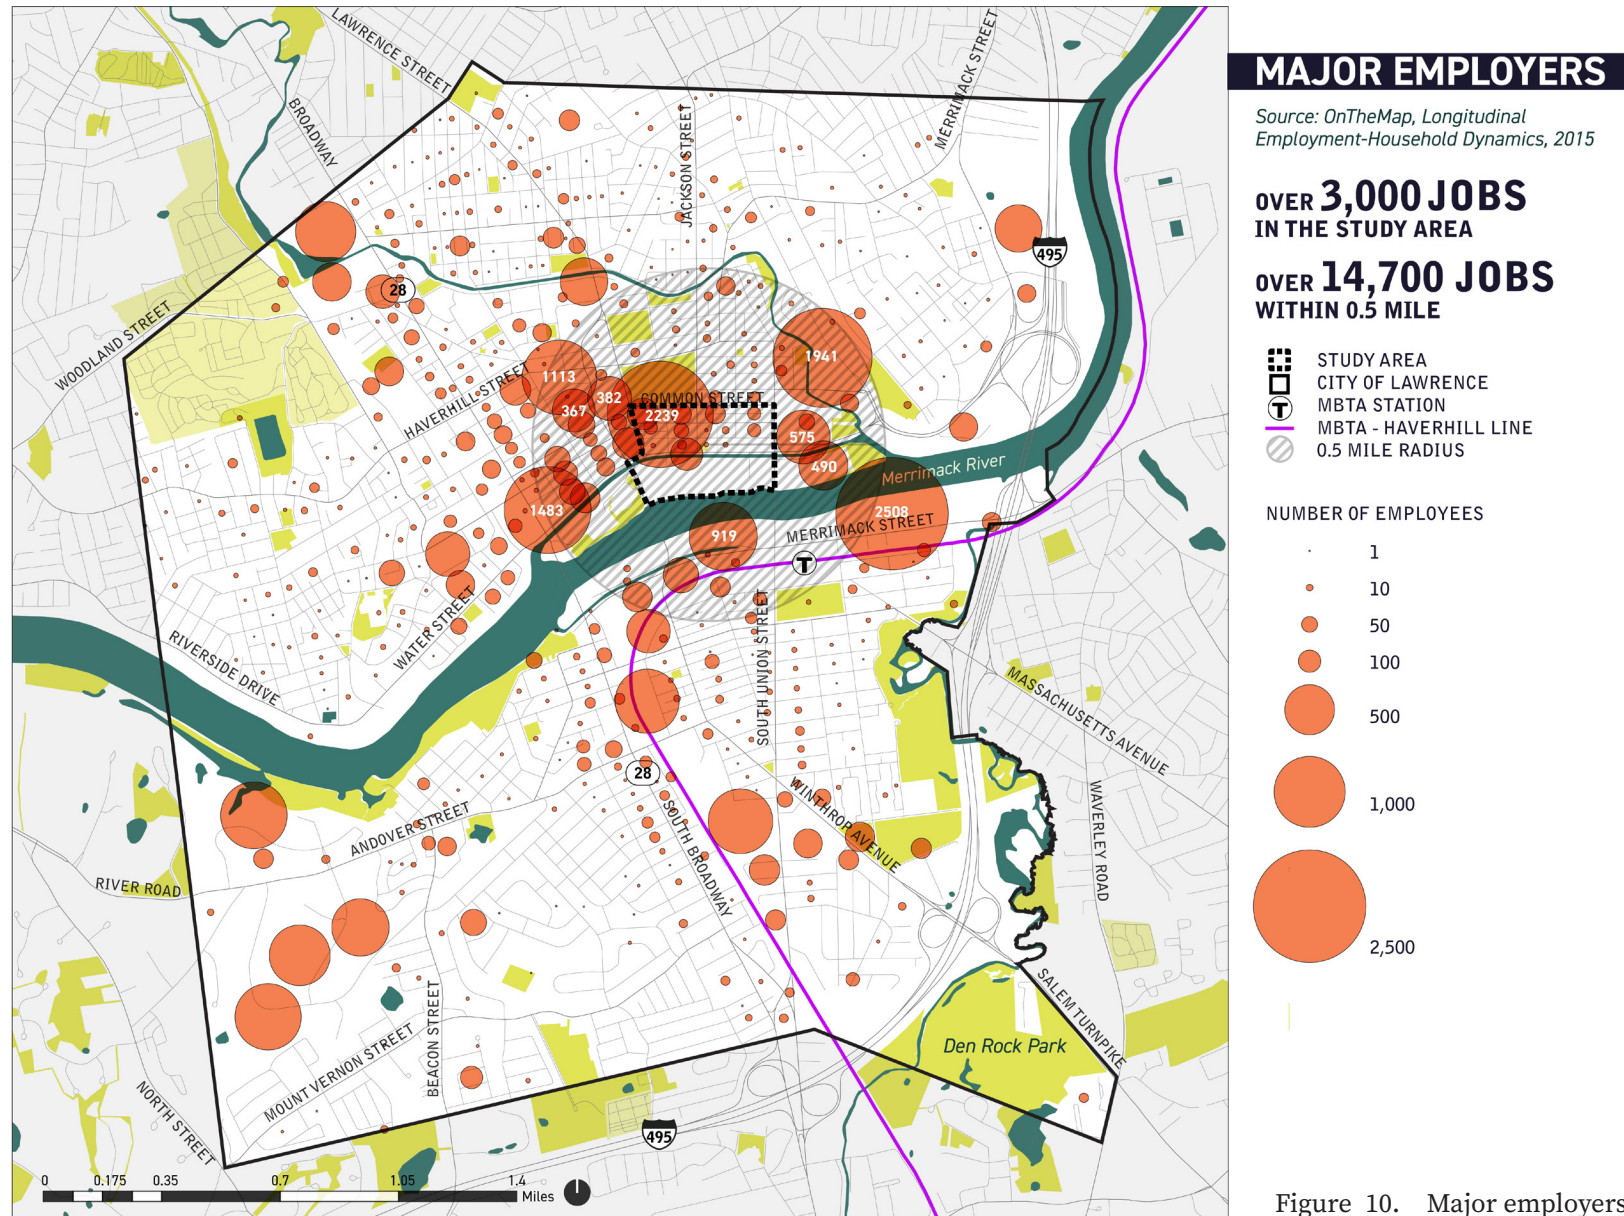 MAJOR EMPLOYERS
Source: OnTheMap, Longitudinal
Employment-Household Dynamics, 2015
OVER 3,000 JOBS
IN THE STUDY AREA
OVER 14,700 JOBS
WITHIN 0.5 MILE
STUDY AREA
CITY OF LAWRENCE
T MBTA STATION
MBTA - HAVERHILL LINE
0.5 MILE RADIUS
NUMBER OF EMPLOYEES
1
10
50
100
500
1,000
2,500
LAWRENCE STREET
BROADWAY
JACKSON STREET
MERRIMACK STREET
495
28
WOODLAND STREET
HAVERHILL STREET
1113
367
382
COMMON STREET
2239
1941
575
490
1483
919
2508
Merrimack River
MERRIMACK STREET
T
WATER STREET
RIVERSIDE DRIVE
SOUTH UNION STREET
MASSACHUSETTS AVENUE
28
WINTHROP AVENUE
WAVERLEY ROAD
ANDOVER STREET
SOUTH BROADWAY
RIVER ROAD
BEACON STREET
MOUNT VERNON STREET
NORTH STREET
SALEM TURNPIKE
Den Rock Park
495
0 0.175 0.35 0.7 1.05 1.4
Miles
Figure 10. Major employers